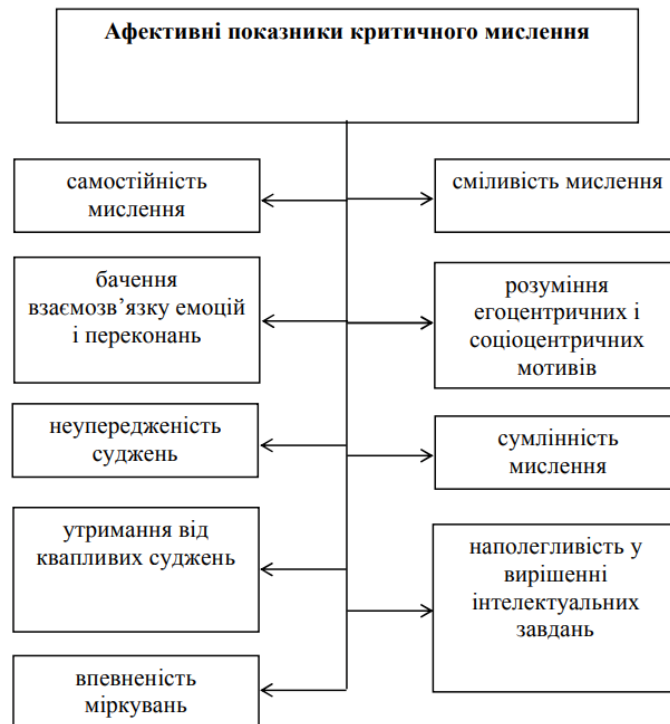 Афективні показники критичного мислення
самостійність
мислення
сміливість мислення
бачення
взаємозв’язку емоцій
і переконань
розуміння
егоцентричних і
соціоцентричних
мотивів
неупередженість
суджень
сумлінність
мислення
утримання від
квапливих суджень
наполегливість у
вирішенні
інтелектуальних
завдань
впевненість
міркувань